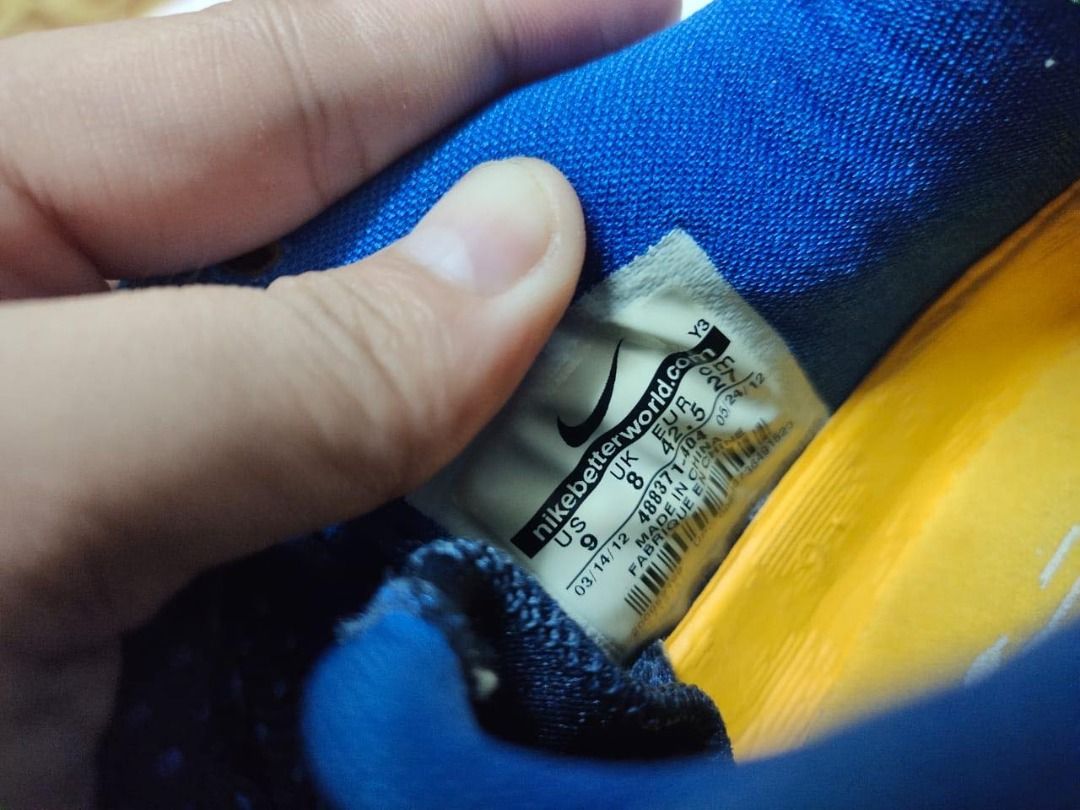 Y3
nikebetterworld.com
US UK EUR cm
9 8 42.5 27
03/14/12 488371-404 05/24/12
MADE IN CHINA
FABRIQUE EN CHINE